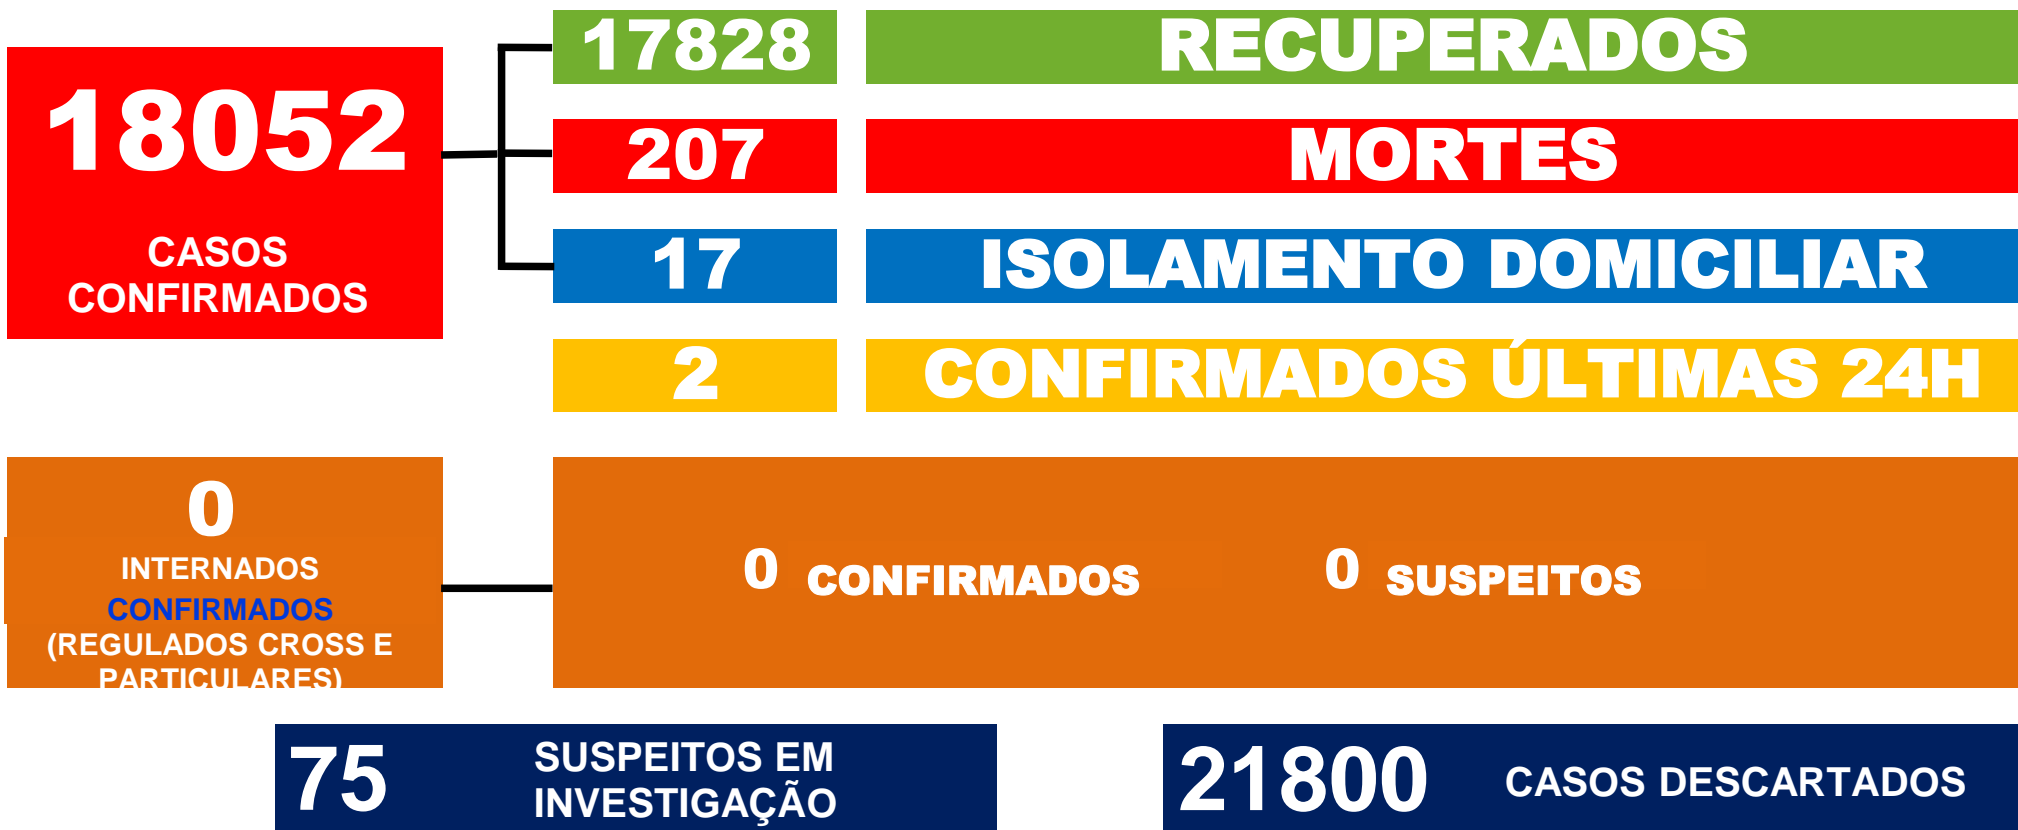 18052
CASOS
CONFIRMADOS
17828 RECUPERADOS
207 MORTES
17 ISOLAMENTO DOMICILIAR
2 CONFIRMADOS ÚLTIMAS 24H
0
INTERNADOS
CONFIRMADOS
(REGULADOS CROSS E
PARTICULARES)
0 CONFIRMADOS 0 SUSPEITOS
75 SUSPEITOS EM
INVESTIGAÇÃO
21800 CASOS DESCARTADOS